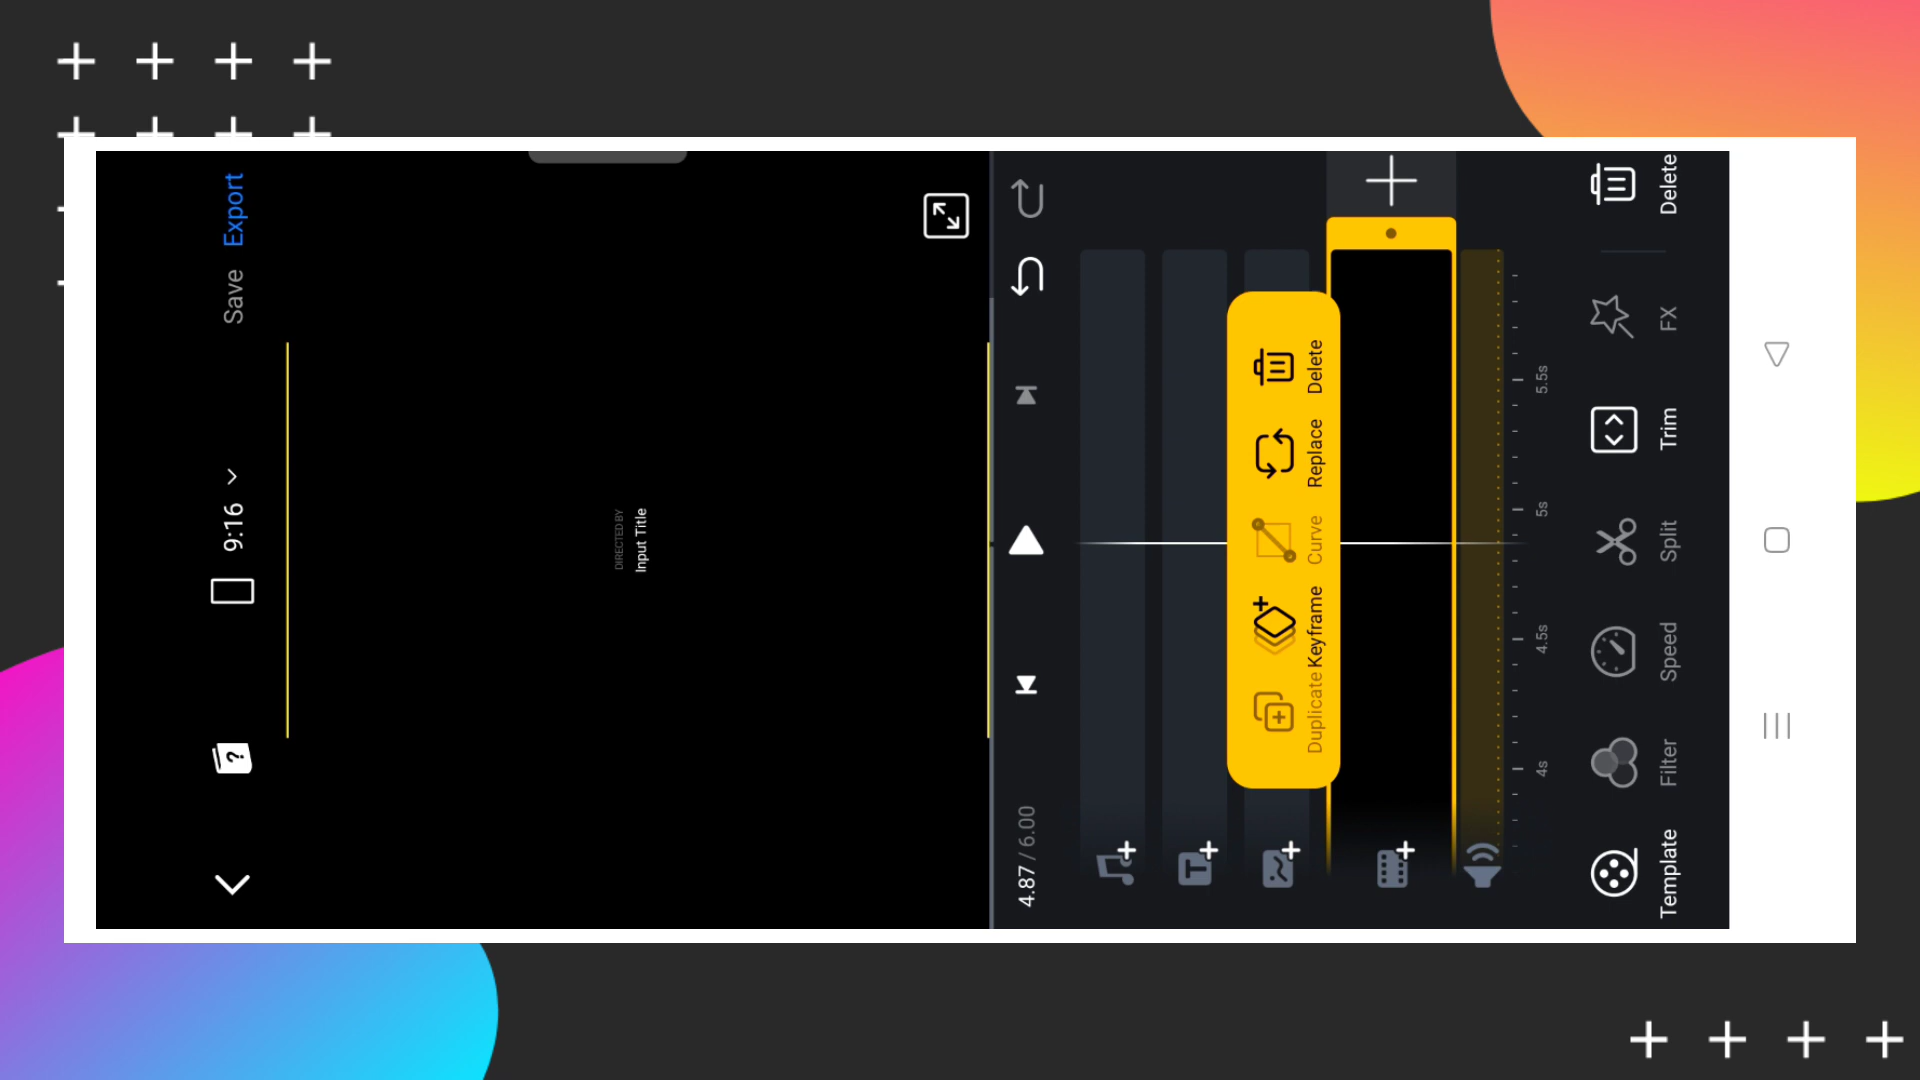 9:16
Save
Export
DIRECTED BY
Input Title
4.87 / 6.00
Duplicate
Keyframe
Curve
Replace
Delete
4s
4.5s
5s
5.5s
Template
Filter
Speed
Split
Trim
FX
Delete